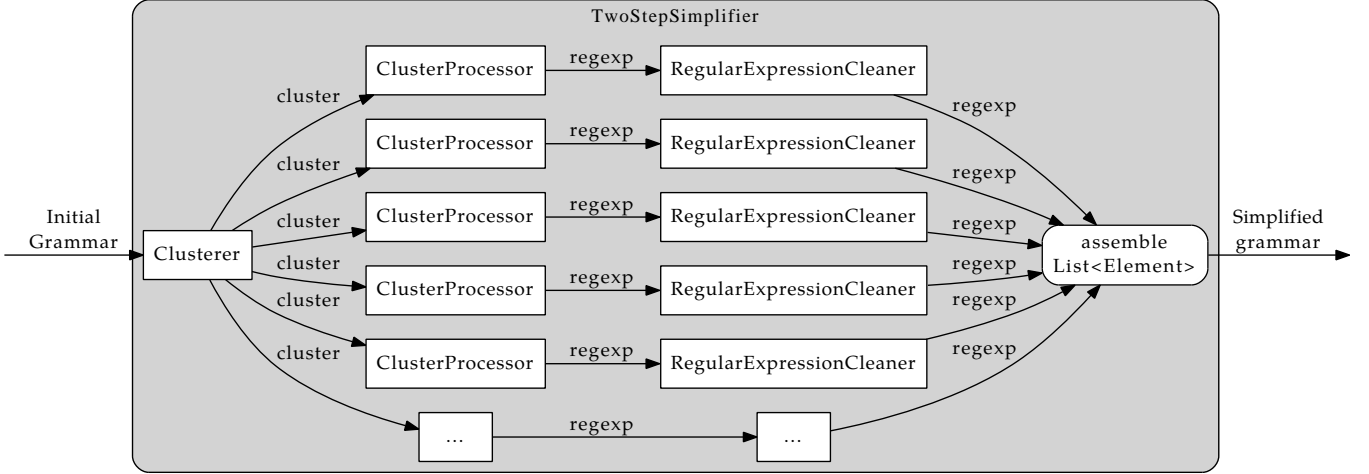 TwoStepSimplifier
ClusterProcessor regexp RegularExpressionCleaner
cluster regexp
ClusterProcessor regexp RegularExpressionCleaner
cluster regexp
ClusterProcessor regexp RegularExpressionCleaner
cluster regexp
Initial
Grammar
Clusterer
assemble
List<Element>
Simplified
grammar
cluster regexp
ClusterProcessor regexp RegularExpressionCleaner
cluster regexp
ClusterProcessor regexp RegularExpressionCleaner
cluster regexp
... regexp ...